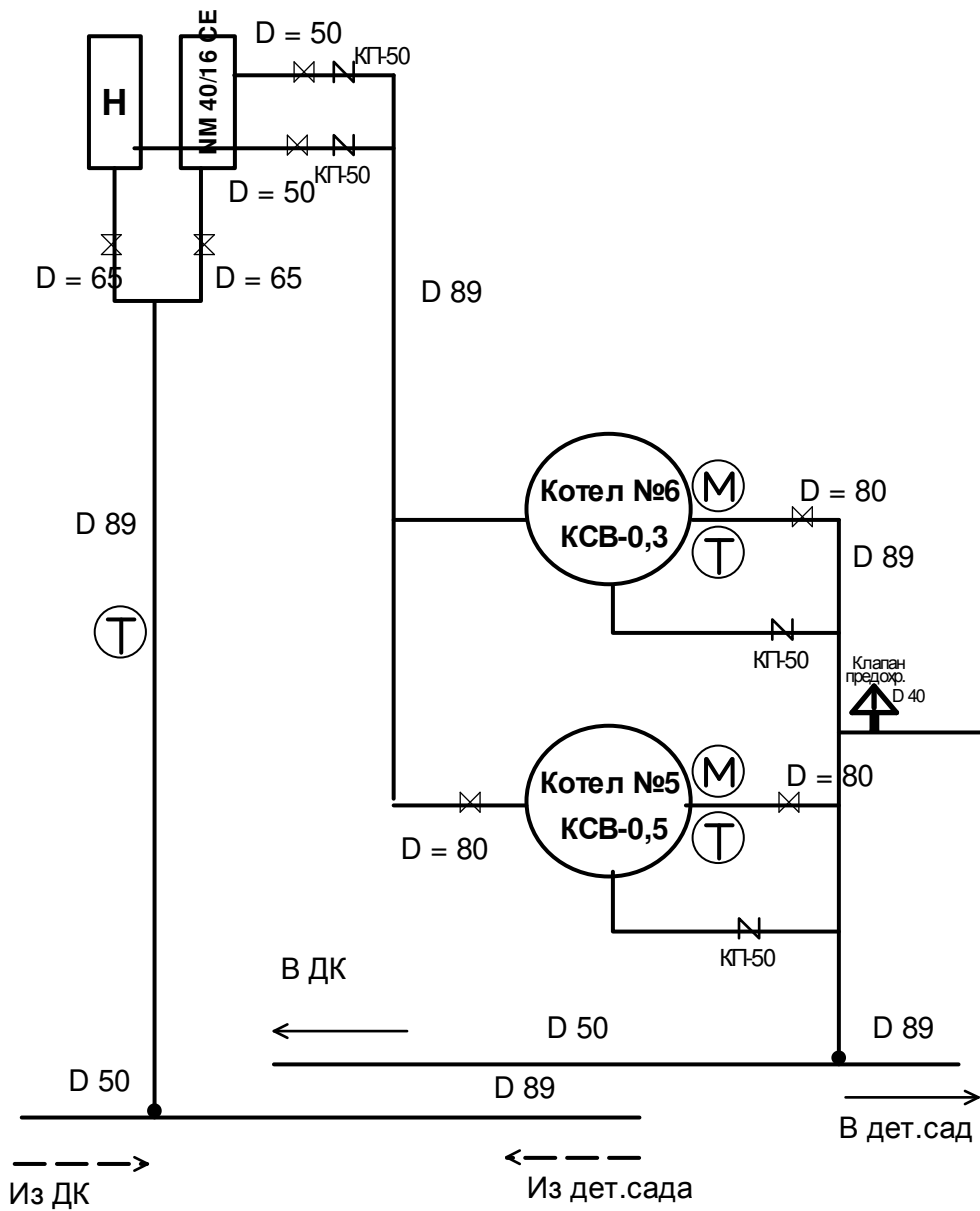 D = 50
КП-50
Н
NM 40/16 CE
КП-50
D = 50
D = 65
D = 65
D 89
Котел №6
КСВ-0,3
М
Т
D = 80
D 89
D 89
Т
КП-50
Клапан
предохр.
D 40
Котел №5
КСВ-0,5
М
Т
D = 80
D = 80
КП-50
В ДК
D 50
D 89
D 50
D 89
В дет.сад
Из ДК
Из дет.сада